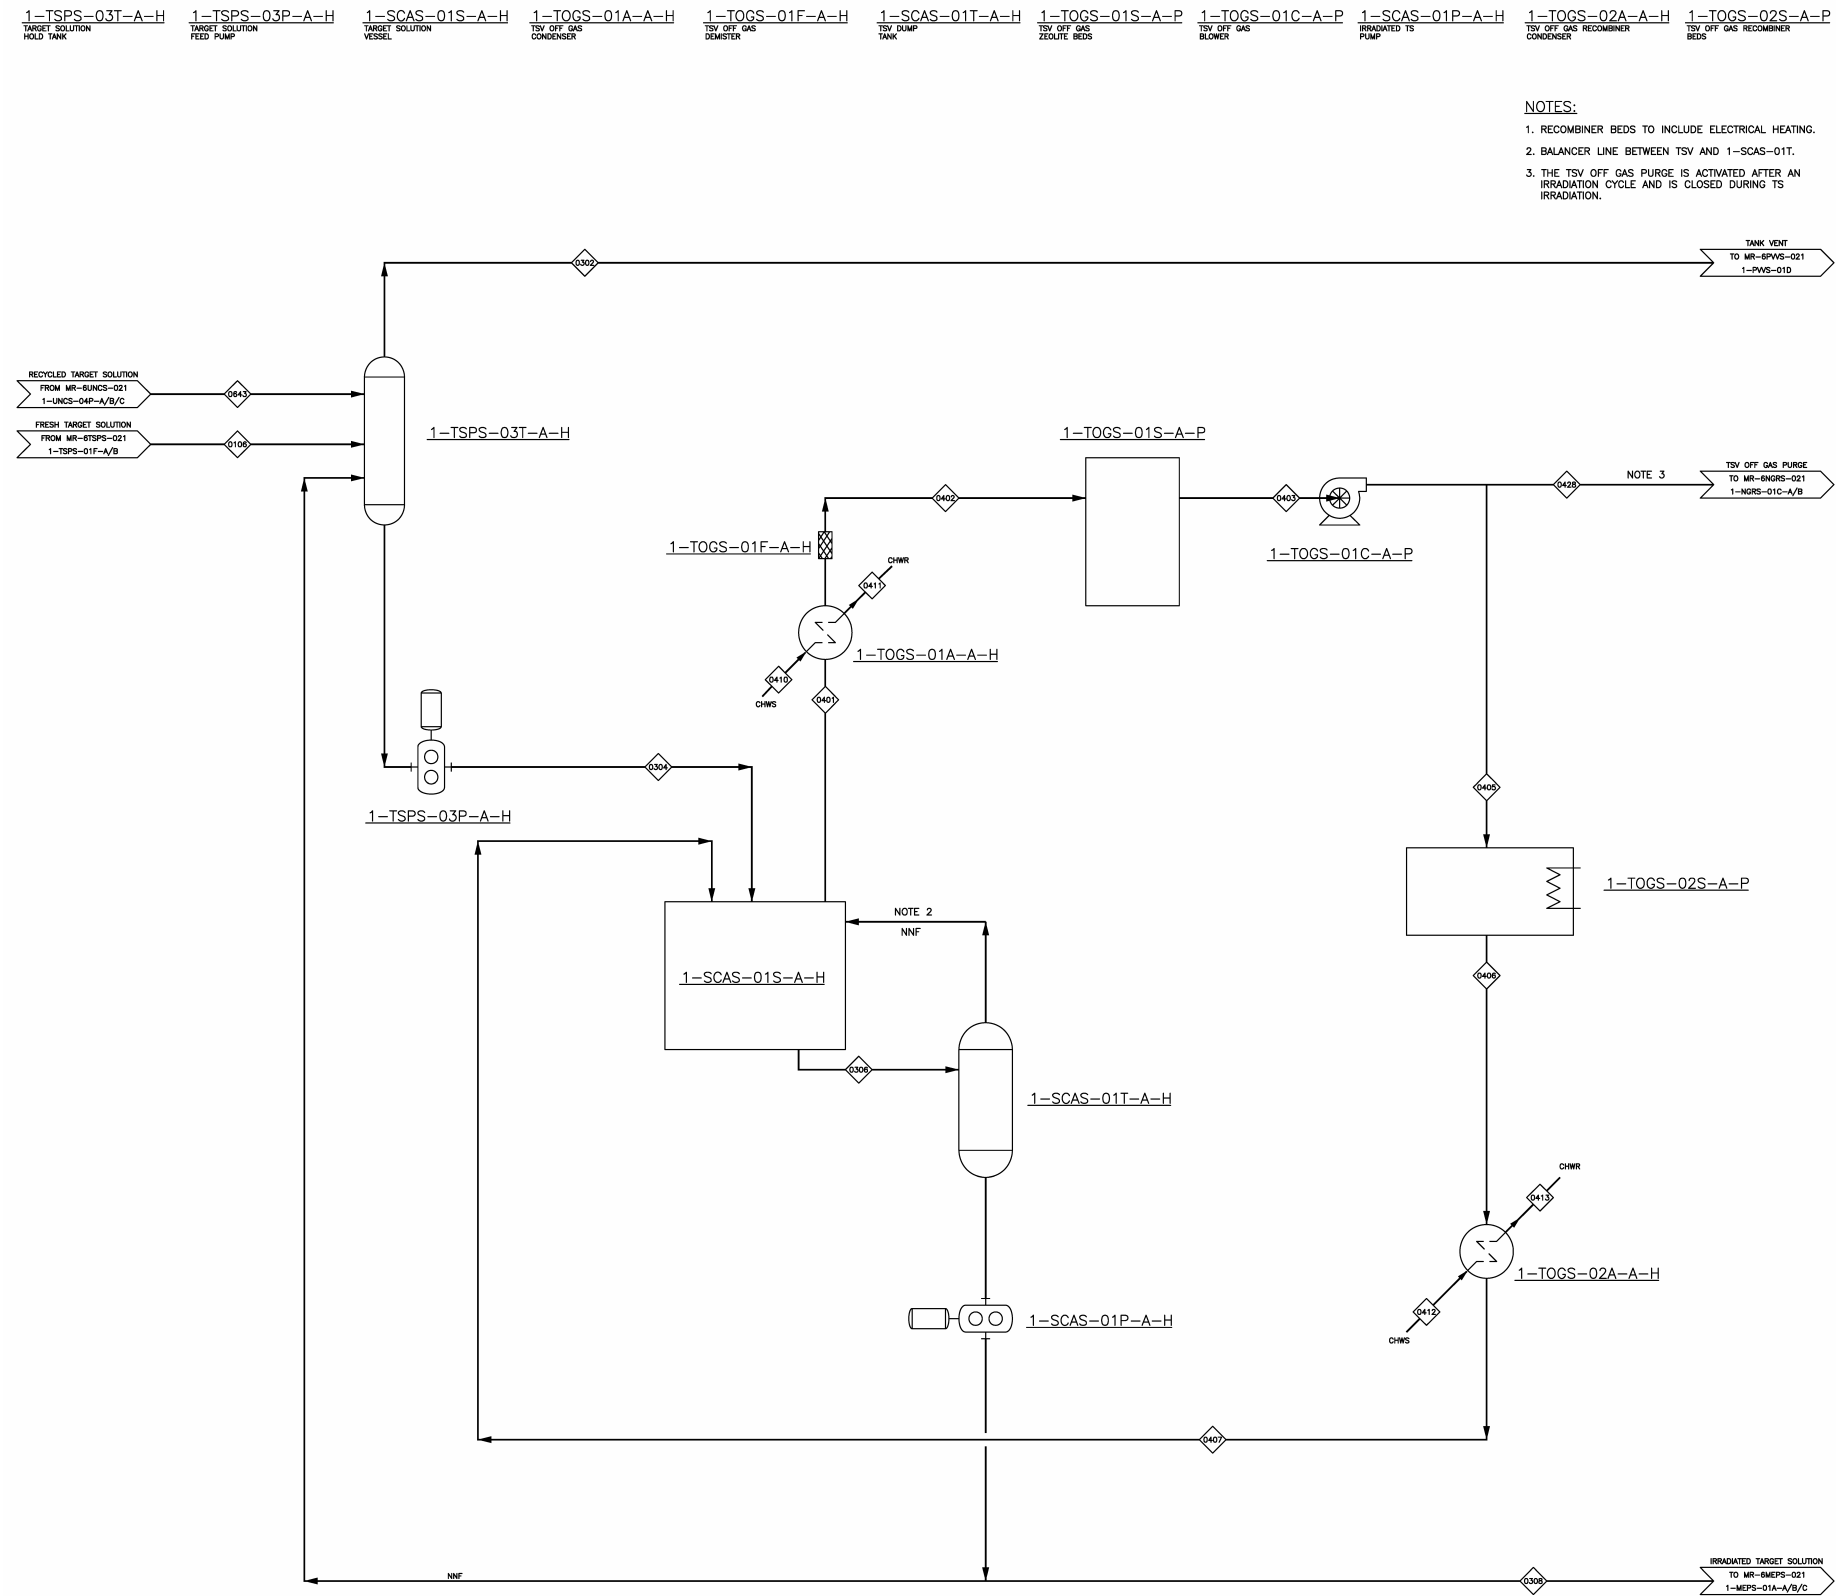 1-TSPS-03T-A-H
TARGET SOLUTION
HOLD TANK
1-TSPS-03P-A-H
TARGET SOLUTION
FEED PUMP
1-SCAS-01S-A-H
TARGET SOLUTION
VESSEL
1-TOGS-01A-A-H
TSV OFF GAS
CONDENSER
1-TOGS-01F-A-H
TSV OFF GAS
DEMISTER
1-SCAS-01T-A-H
TSV DUMP
TANK
1-TOGS-01S-A-P
TSV OFF GAS
ZEOLITE BEDS
1-TOGS-01C-A-P
TSV OFF GAS
BLOWER
1-SCAS-01P-A-H
IRRADIATED TS
PUMP
1-TOGS-02A-A-H
TSV OFF GAS RECOMBINER
CONDENSER
1-TOGS-02S-A-P
TSV OFF GAS RECOMBINER
BEDS
NOTES:
1. RECOMBINER BEDS TO INCLUDE ELECTRICAL HEATING.
2. BALANCER LINE BETWEEN TSV AND 1-SCAS-01T.
3. THE TSV OFF GAS PURGE IS ACTIVATED AFTER AN
IRRADIATION CYCLE AND IS CLOSED DURING TS
IRRADIATION.
0302
TANK VENT
TO MR-6PVVS-021
1-PVVS-01D
RECYCLED TARGET SOLUTION
FROM MR-6UNCS-021
1-UNCS-04P-A/B/C
0643
FRESH TARGET SOLUTION
FROM MR-6TSPS-021
1-TSPS-01F-A/B
0106
1-TSPS-03T-A-H
1-TOGS-01S-A-P
0402
0403
1-TOGS-01C-A-P
0428
NOTE 3
TSV OFF GAS PURGE
TO MR-6NGRS-021
1-NGRS-01C-A/B
1-TOGS-01F-A-H
CHWR
0411
1-TOGS-01A-A-H
0410
CHWS
0401
0304
1-TSPS-03P-A-H
0405
1-TOGS-02S-A-P
NOTE 2
NNF
1-SCAS-01S-A-H
0406
0306
1-SCAS-01T-A-H
CHWR
0413
1-TOGS-02A-A-H
0412
CHWS
1-SCAS-01P-A-H
0407
NNF
0308
IRRADIATED TARGET SOLUTION
TO MR-6MEPS-021
1-MEPS-01A-A/B/C